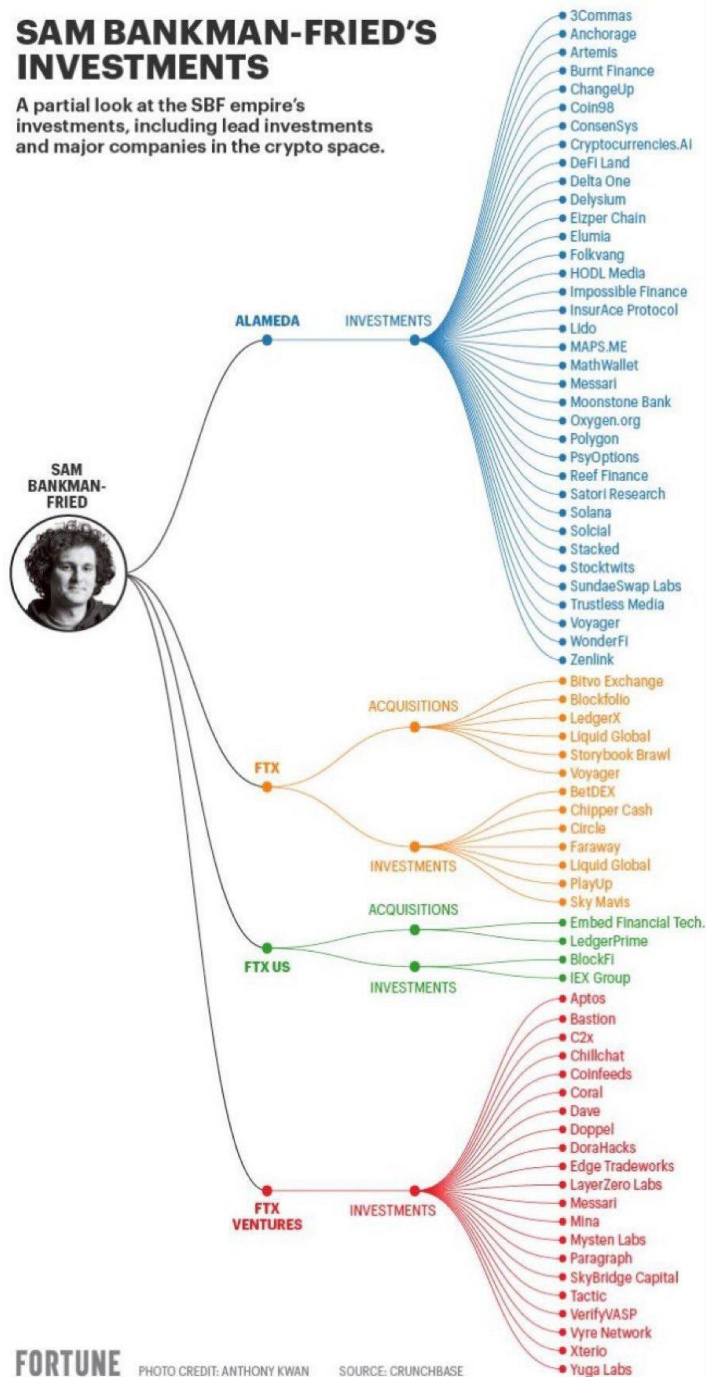 SAM BANKMAN-FRIED'S
INVESTMENTS
A partial look at the SBF empire's
investments, including lead investments
and major companies in the crypto space.
SAM
BANKMAN-
FRIED
ALAMEDA
INVESTMENTS
3Commas
Anchorage
Artemis
Burnt Finance
ChangeUp
Coin98
ConsenSys
Cryptocurrencies.AI
DeFi Land
Delta One
Delysium
Eizper Chain
Elumia
Folkvang
HODL Media
Impossible Finance
InsurAce Protocol
Lido
MAPS.ME
MathWallet
Messari
Moonstone Bank
Oxygen.org
Polygon
PsyOptions
Reef Finance
Satori Research
Solana
Solcial
Stacked
Stocktwits
SundaeSwap Labs
Trustless Media
Voyager
WonderFi
Zenlink
FTX
ACQUISITIONS
Bitvo Exchange
Blockfolio
LedgerX
Liquid Global
Storybook Brawl
Voyager
INVESTMENTS
BetDEX
Chipper Cash
Circle
Faraway
Liquid Global
PlayUp
Sky Mavis
FTX US
ACQUISITIONS
Embed Financial Tech.
LedgerPrime
INVESTMENTS
BlockFi
IEX Group
FTX
VENTURES
INVESTMENTS
Aptos
Bastion
C2x
Chillchat
Coinfeeds
Coral
Dave
Doppel
DoraHacks
Edge Tradeworks
LayerZero Labs
Messari
Mina
Mysten Labs
Paragraph
SkyBridge Capital
Tactic
VerifyVASP
Vyre Network
Xterio
Yuga Labs
FORTUNE
PHOTO CREDIT: ANTHONY KWAN
SOURCE: CRUNCHBASE